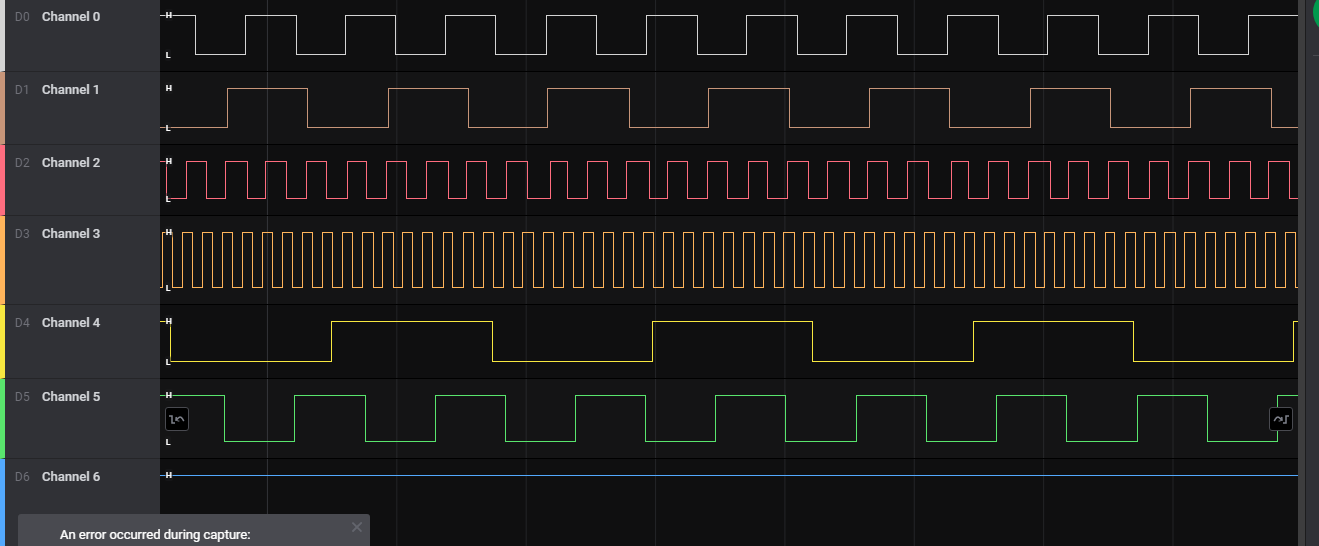 D0 Channel 0
H
L
D1 Channel 1
H
L
D2 Channel 2
H
L
D3 Channel 3
H
L
D4 Channel 4
H
L
D5 Channel 5
H
L
D6 Channel 6
H
An error occurred during capture: